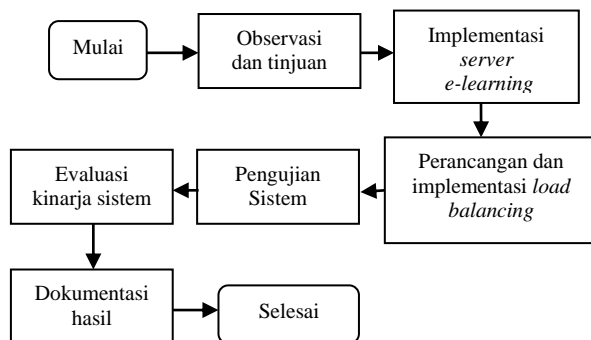 Mulai
Observasi
dan tinjuan
Implementasi
server
e-learning
Perancangan dan
implementasi load
balancing
Pengujian
Sistem
Evaluasi
kinarja sistem
Dokumentasi
hasil
Selesai